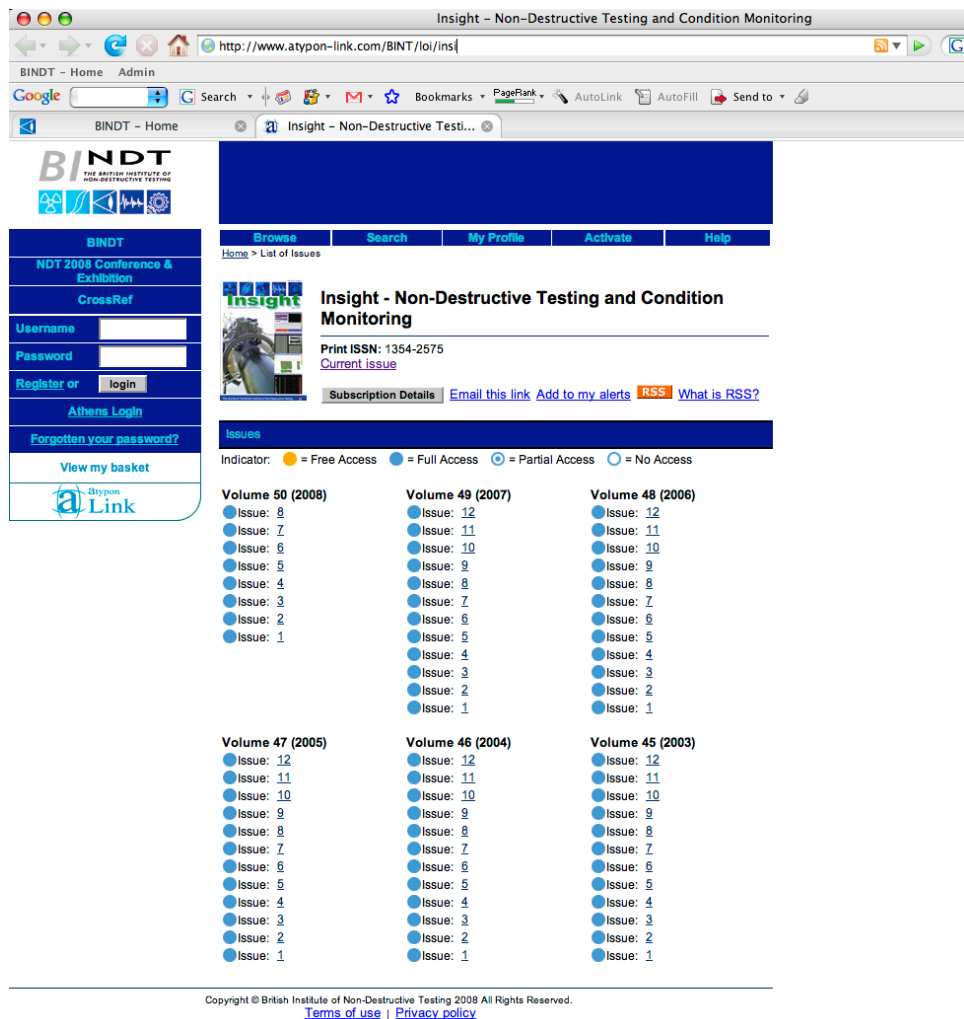 Insight – Non-Destructive Testing and Condition Monitoring
http://www.atypon-link.com/BINT/loi/insi
BINDT – Home Admin
Google Search Bookmarks PageRank AutoLink AutoFill Send to
BINDT – Home Insight – Non-Destructive Testi...
BINDT
THE BRITISH INSTITUTE OF
NON-DESTRUCTIVE TESTING
BINDT
NDT 2008 Conference &
Exhibition
CrossRef
Username
Password
Register or login
Athens Login
Forgotten your password?
View my basket
atypon
Link
Browse Search My Profile Activate Help
Home > List of Issues
Insight
Insight - Non-Destructive Testing and Condition
Monitoring
Print ISSN: 1354-2575
Current issue
Subscription Details Email this link Add to my alerts RSS What is RSS?
Issues
Indicator: = Free Access = Full Access = Partial Access = No Access
Volume 50 (2008) Volume 49 (2007) Volume 48 (2006)
Issue: 8 Issue: 12 Issue: 12
Issue: 7 Issue: 11 Issue: 11
Issue: 6 Issue: 10 Issue: 10
Issue: 5 Issue: 9 Issue: 9
Issue: 4 Issue: 8 Issue: 8
Issue: 3 Issue: 7 Issue: 7
Issue: 2 Issue: 6 Issue: 6
Issue: 1 Issue: 5 Issue: 5
Issue: 4 Issue: 4
Issue: 3 Issue: 3
Issue: 2 Issue: 2
Issue: 1 Issue: 1
Volume 47 (2005) Volume 46 (2004) Volume 45 (2003)
Issue: 12 Issue: 12 Issue: 12
Issue: 11 Issue: 11 Issue: 11
Issue: 10 Issue: 10 Issue: 10
Issue: 9 Issue: 9 Issue: 9
Issue: 8 Issue: 8 Issue: 8
Issue: 7 Issue: 7 Issue: 7
Issue: 6 Issue: 6 Issue: 6
Issue: 5 Issue: 5 Issue: 5
Issue: 4 Issue: 4 Issue: 4
Issue: 3 Issue: 3 Issue: 3
Issue: 2 Issue: 2 Issue: 2
Issue: 1 Issue: 1 Issue: 1
Copyright © British Institute of Non-Destructive Testing 2008 All Rights Reserved.
Terms of use | Privacy policy